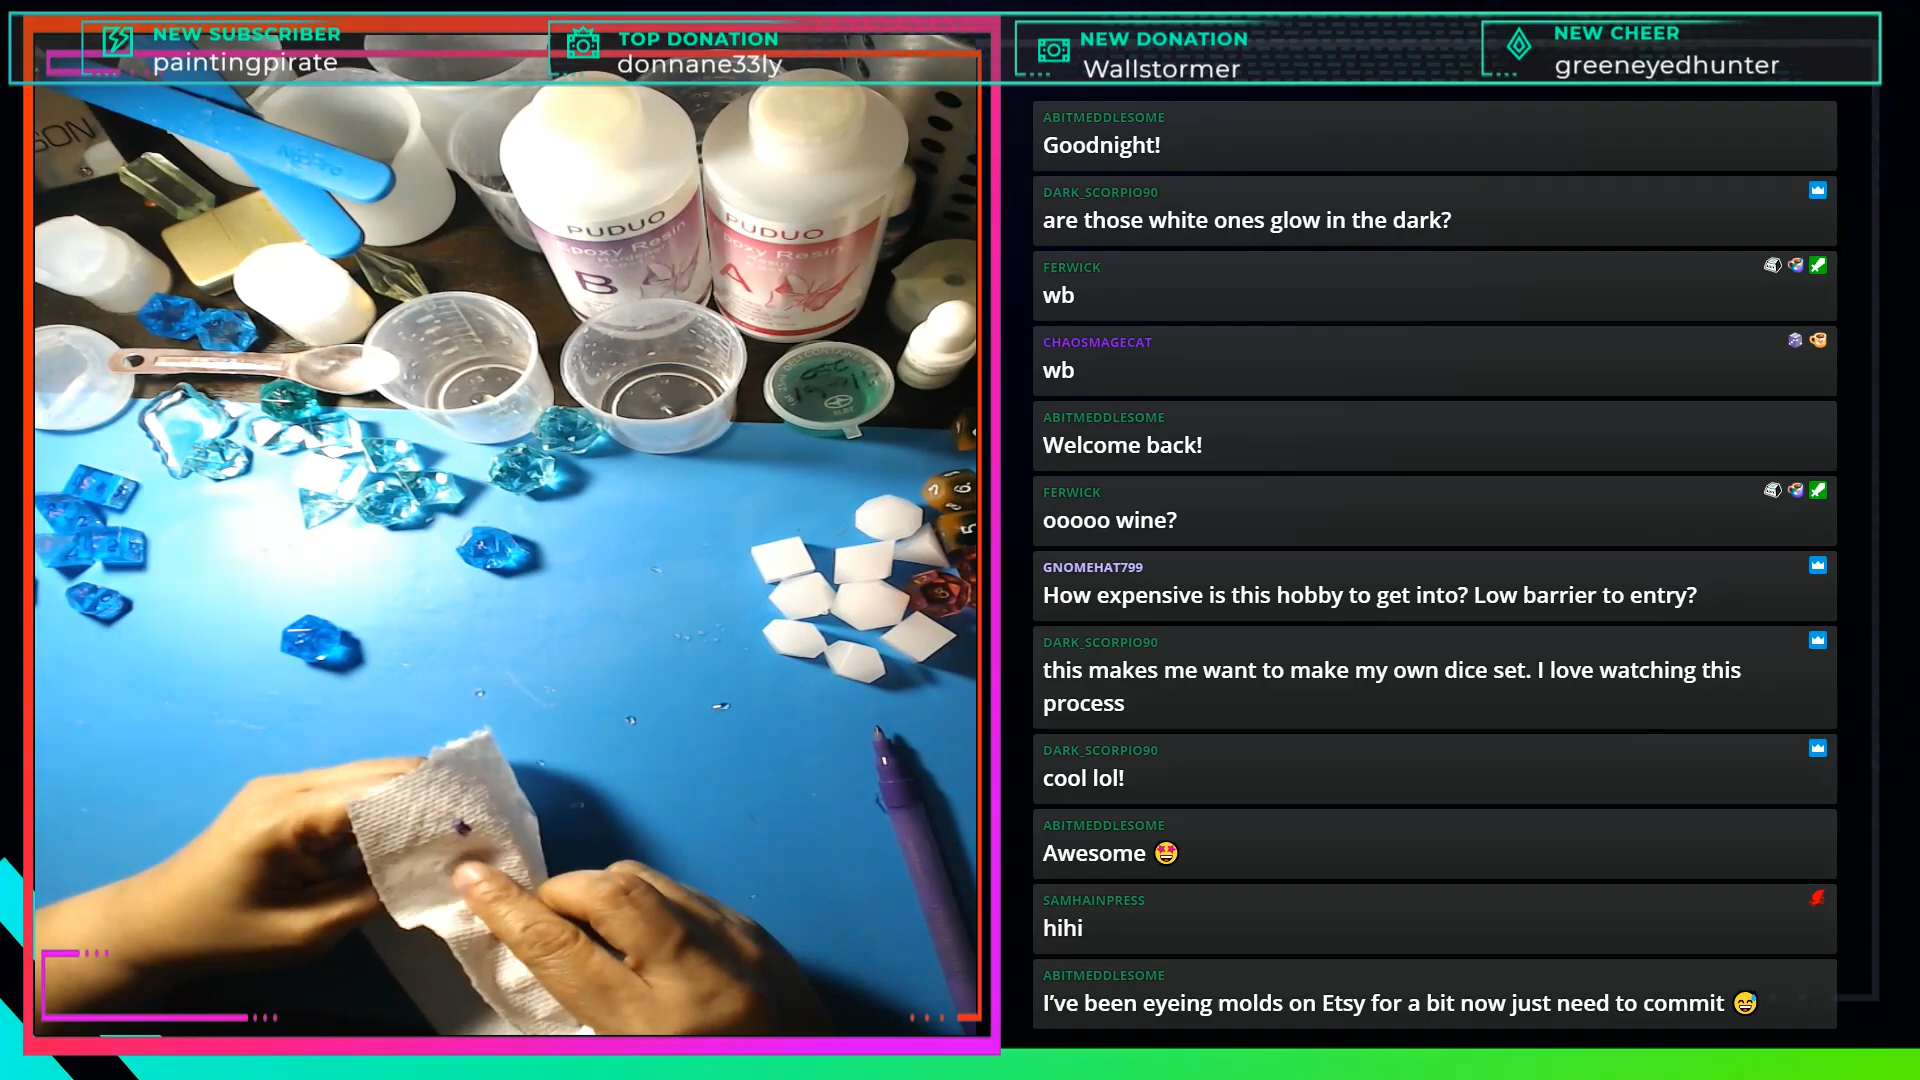 NEW SUBSCRIBER
paintingpirate
TOP DONATION
donnane33ly
NEW DONATION
Wallstormer
NEW CHEER
greeneyedhunter
PUDUO
Epoxy Resin
Hardener
B
PUDUO
Epoxy Resin
Resin
A
ABITMEDDLESOME
Goodnight!
DARK_SCORPIO90
are those white ones glow in the dark?
FERWICK
wb
CHAOSMAGECAT
wb
ABITMEDDLESOME
Welcome back!
FERWICK
ooooo wine?
GNOMEHAT799
How expensive is this hobby to get into? Low barrier to entry?
DARK_SCORPIO90
this makes me want to make my own dice set. I love watching this
process
DARK_SCORPIO90
cool lol!
ABITMEDDLESOME
Awesome 🤩
SAMHAINPRESS
hihi
ABITMEDDLESOME
I’ve been eyeing molds on Etsy for a bit now just need to commit 😅